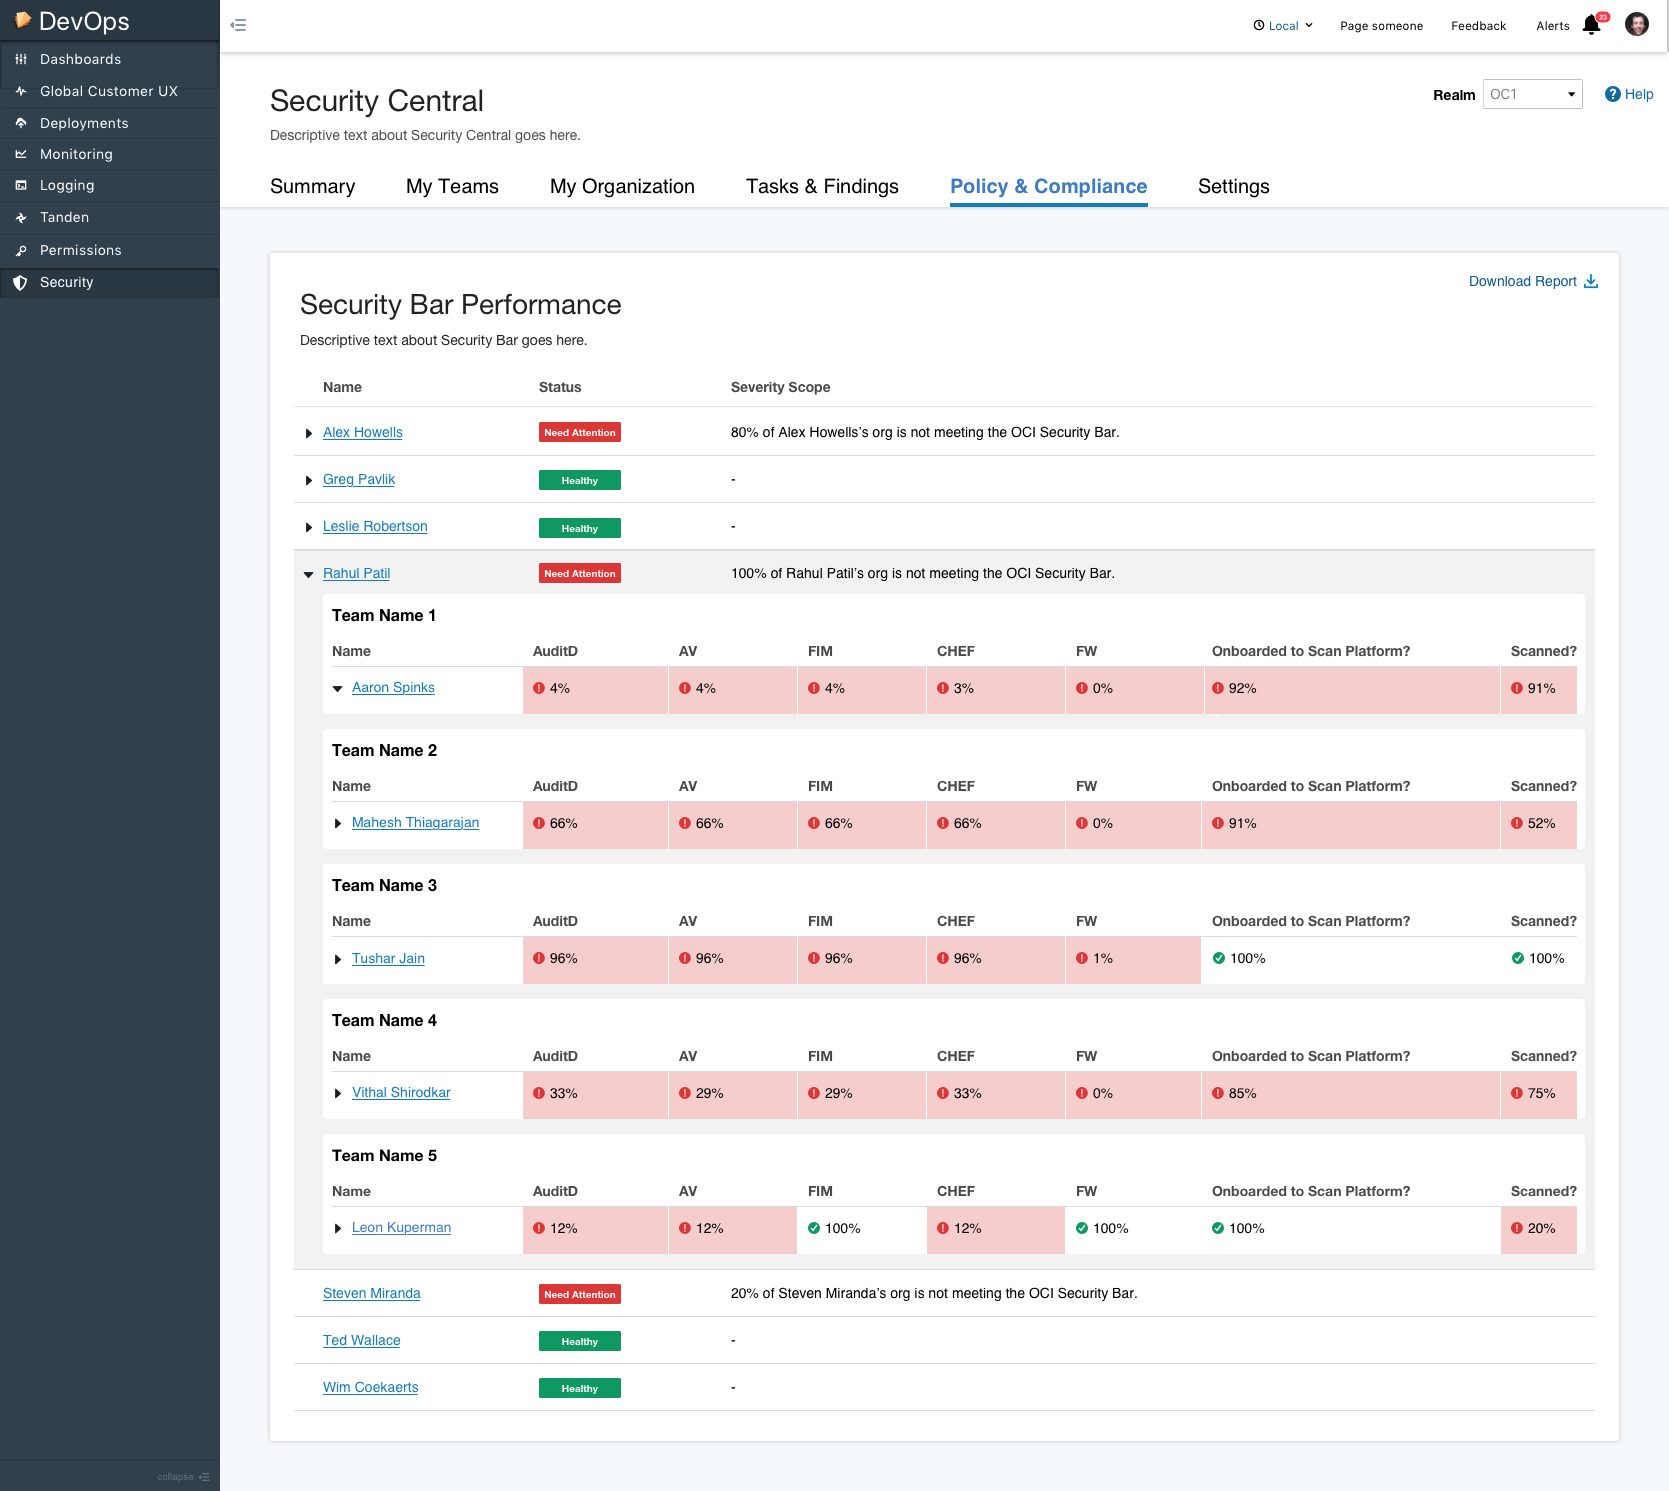 DevOps
Local Page someone Feedback Alerts 23
Dashboards
Global Customer UX
Deployments
Monitoring
Logging
Tanden
Permissions
Security
Security Central
Realm OC1 Help
Descriptive text about Security Central goes here.
Summary My Teams My Organization Tasks & Findings Policy & Compliance Settings
Download Report
Security Bar Performance
Descriptive text about Security Bar goes here.
Name Status Severity Scope
Alex Howells Need Attention 80% of Alex Howells’s org is not meeting the OCI Security Bar.
Greg Pavlik Healthy -
Leslie Robertson Healthy -
Rahul Patil Need Attention 100% of Rahul Patil’s org is not meeting the OCI Security Bar.
Team Name 1
Name AuditD AV FIM CHEF FW Onboarded to Scan Platform? Scanned?
Aaron Spinks 4% 4% 4% 3% 0% 92% 91%
Team Name 2
Name AuditD AV FIM CHEF FW Onboarded to Scan Platform? Scanned?
Mahesh Thiagarajan 66% 66% 66% 66% 0% 91% 52%
Team Name 3
Name AuditD AV FIM CHEF FW Onboarded to Scan Platform? Scanned?
Tushar Jain 96% 96% 96% 96% 1% 100% 100%
Team Name 4
Name AuditD AV FIM CHEF FW Onboarded to Scan Platform? Scanned?
Vithal Shirodkar 33% 29% 29% 33% 0% 85% 75%
Team Name 5
Name AuditD AV FIM CHEF FW Onboarded to Scan Platform? Scanned?
Leon Kuperman 12% 12% 100% 12% 100% 100% 20%
Steven Miranda Need Attention 20% of Steven Miranda’s org is not meeting the OCI Security Bar.
Ted Wallace Healthy -
Wim Coekaerts Healthy -
collapse